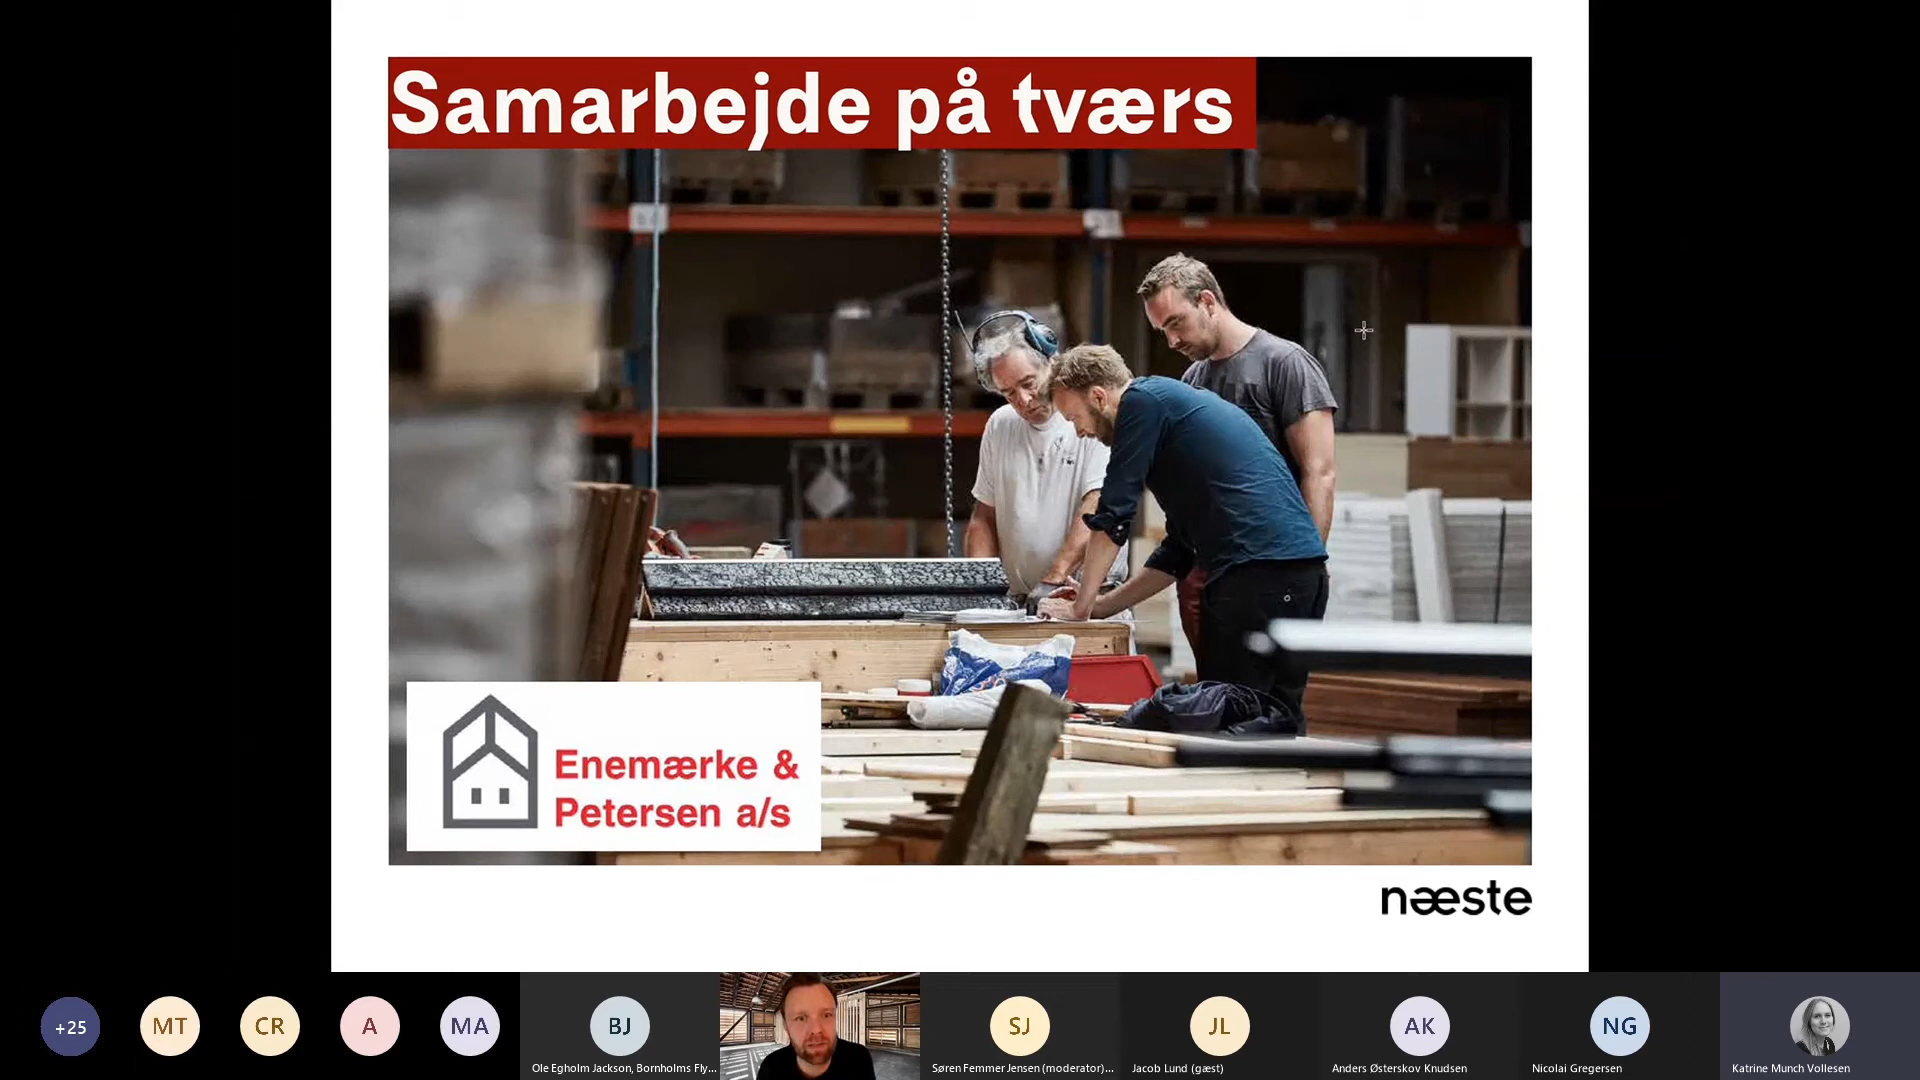 Samarbejde på tværs
Enemærke &
Petersen a/s
næste
+25
MT
CR
A
MA
BJ
SJ
JL
AK
NG
Ole Egholm Jackson, Bornholms Fly...
Søren Femmer Jensen (moderator)...
Jacob Lund (gæst)
Anders Østerskov Knudsen
Nicolai Gregersen
Katrine Munch Vollesen